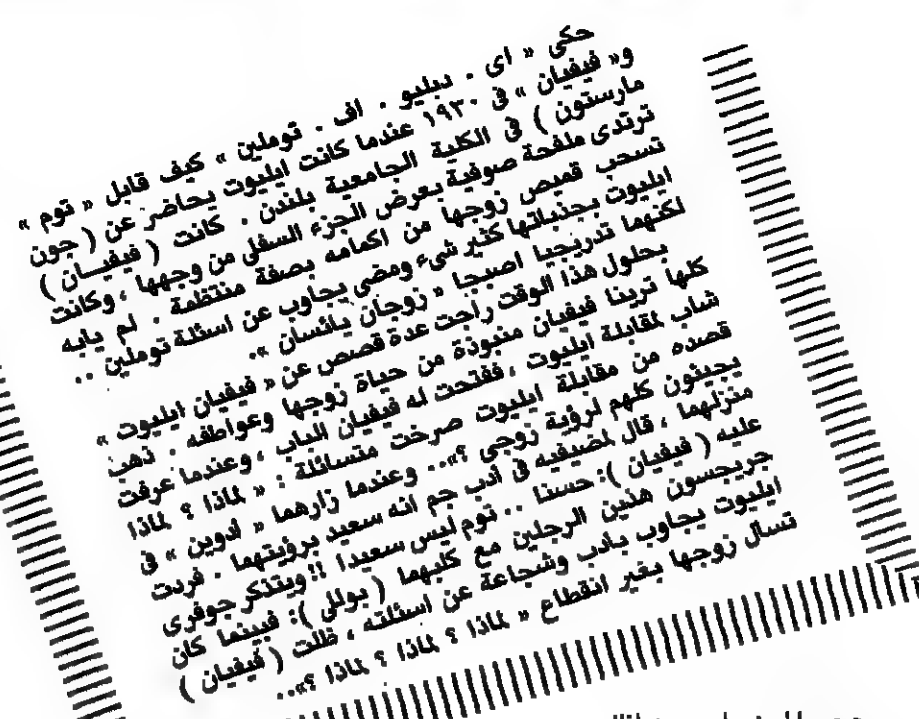 حكى « اى . دبليو . اف . توملين » كيف قابل « توم »
و« فيفيان » فى ١٩٣٠ عندما كانت ايليوت يحاضر عن ( جون
مارستون ) فى الكلية الجامعية بلندن . كانت ( فيفيان )
ترتدى ملفحة صوفية بعرض الجزء السفلى من وجهها ، وكانت
تسحب قميص زوجها من اكمامه بصفة منتظمة . لم يابه
ايليوت بجذباتها كثير شيء ومضى يجاوب عن اسئلة توملين ..
لكنهما تدريجيا اصبحا « زوجان يائسان ».
بحلول هذا الوقت راجت عدة قصص عن « فيفيان ايليوت »
كلها ترينا فيفيان منبوذة من حياة زوجها وعواطفه . ذهب
شاب لمقابلة ايليوت ، ففتحت له فيفيان الباب ، وعندما عرفت
قصده من مقابلة ايليوت صرخت متسائلة : « لماذا ؟ لماذا
يجيئون كلهم لرؤية زوجى ؟».. وعندما زارهما « ادوين » فى
منزلهما ، قال لمضيفيه فى أدب جم انه سعيد برؤيتهما . فردت
عليه ( فيفيان ): حسنا .. توم ليس سعيدا !! ويتذكر جوفرى
جريجسون هذين الرجلين مع كلبهما ( بوللى ): فبينما كان
ايليوت يجاوب بادب وشجاعة عن اسئلته ، ظلت ( فيفيان )
تسال زوجها بغير انقطاع « لماذا ؟ لماذا ؟ لماذا ؟»..